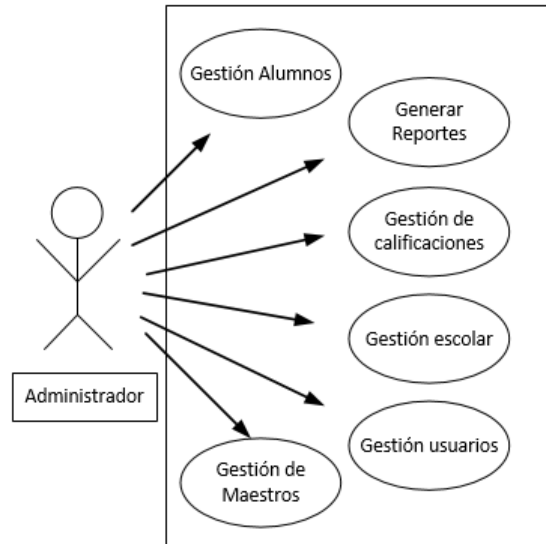 Gestión Alumnos
Generar
Reportes
Gestión de
calificaciones
Gestión escolar
Administrador
Gestión usuarios
Gestión de
Maestros